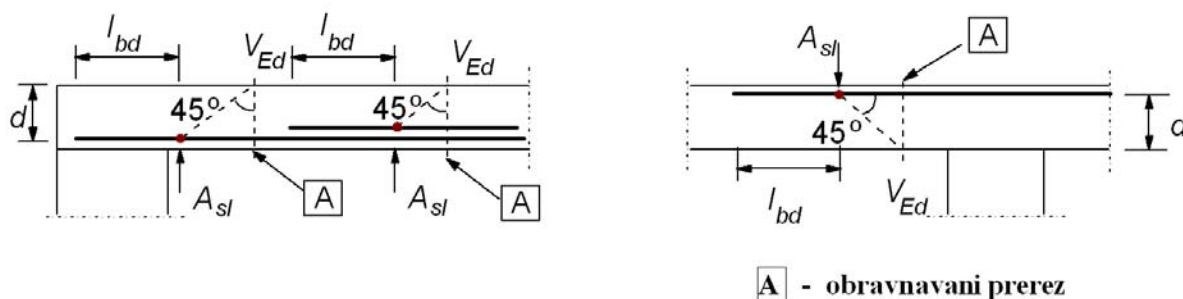 l_bd l_bd
V_Ed V_Ed
A
d 45° 45°
A_sl A_sl
A A
A_sl
45° d
l_bd V_Ed
A - obravnavani prerez